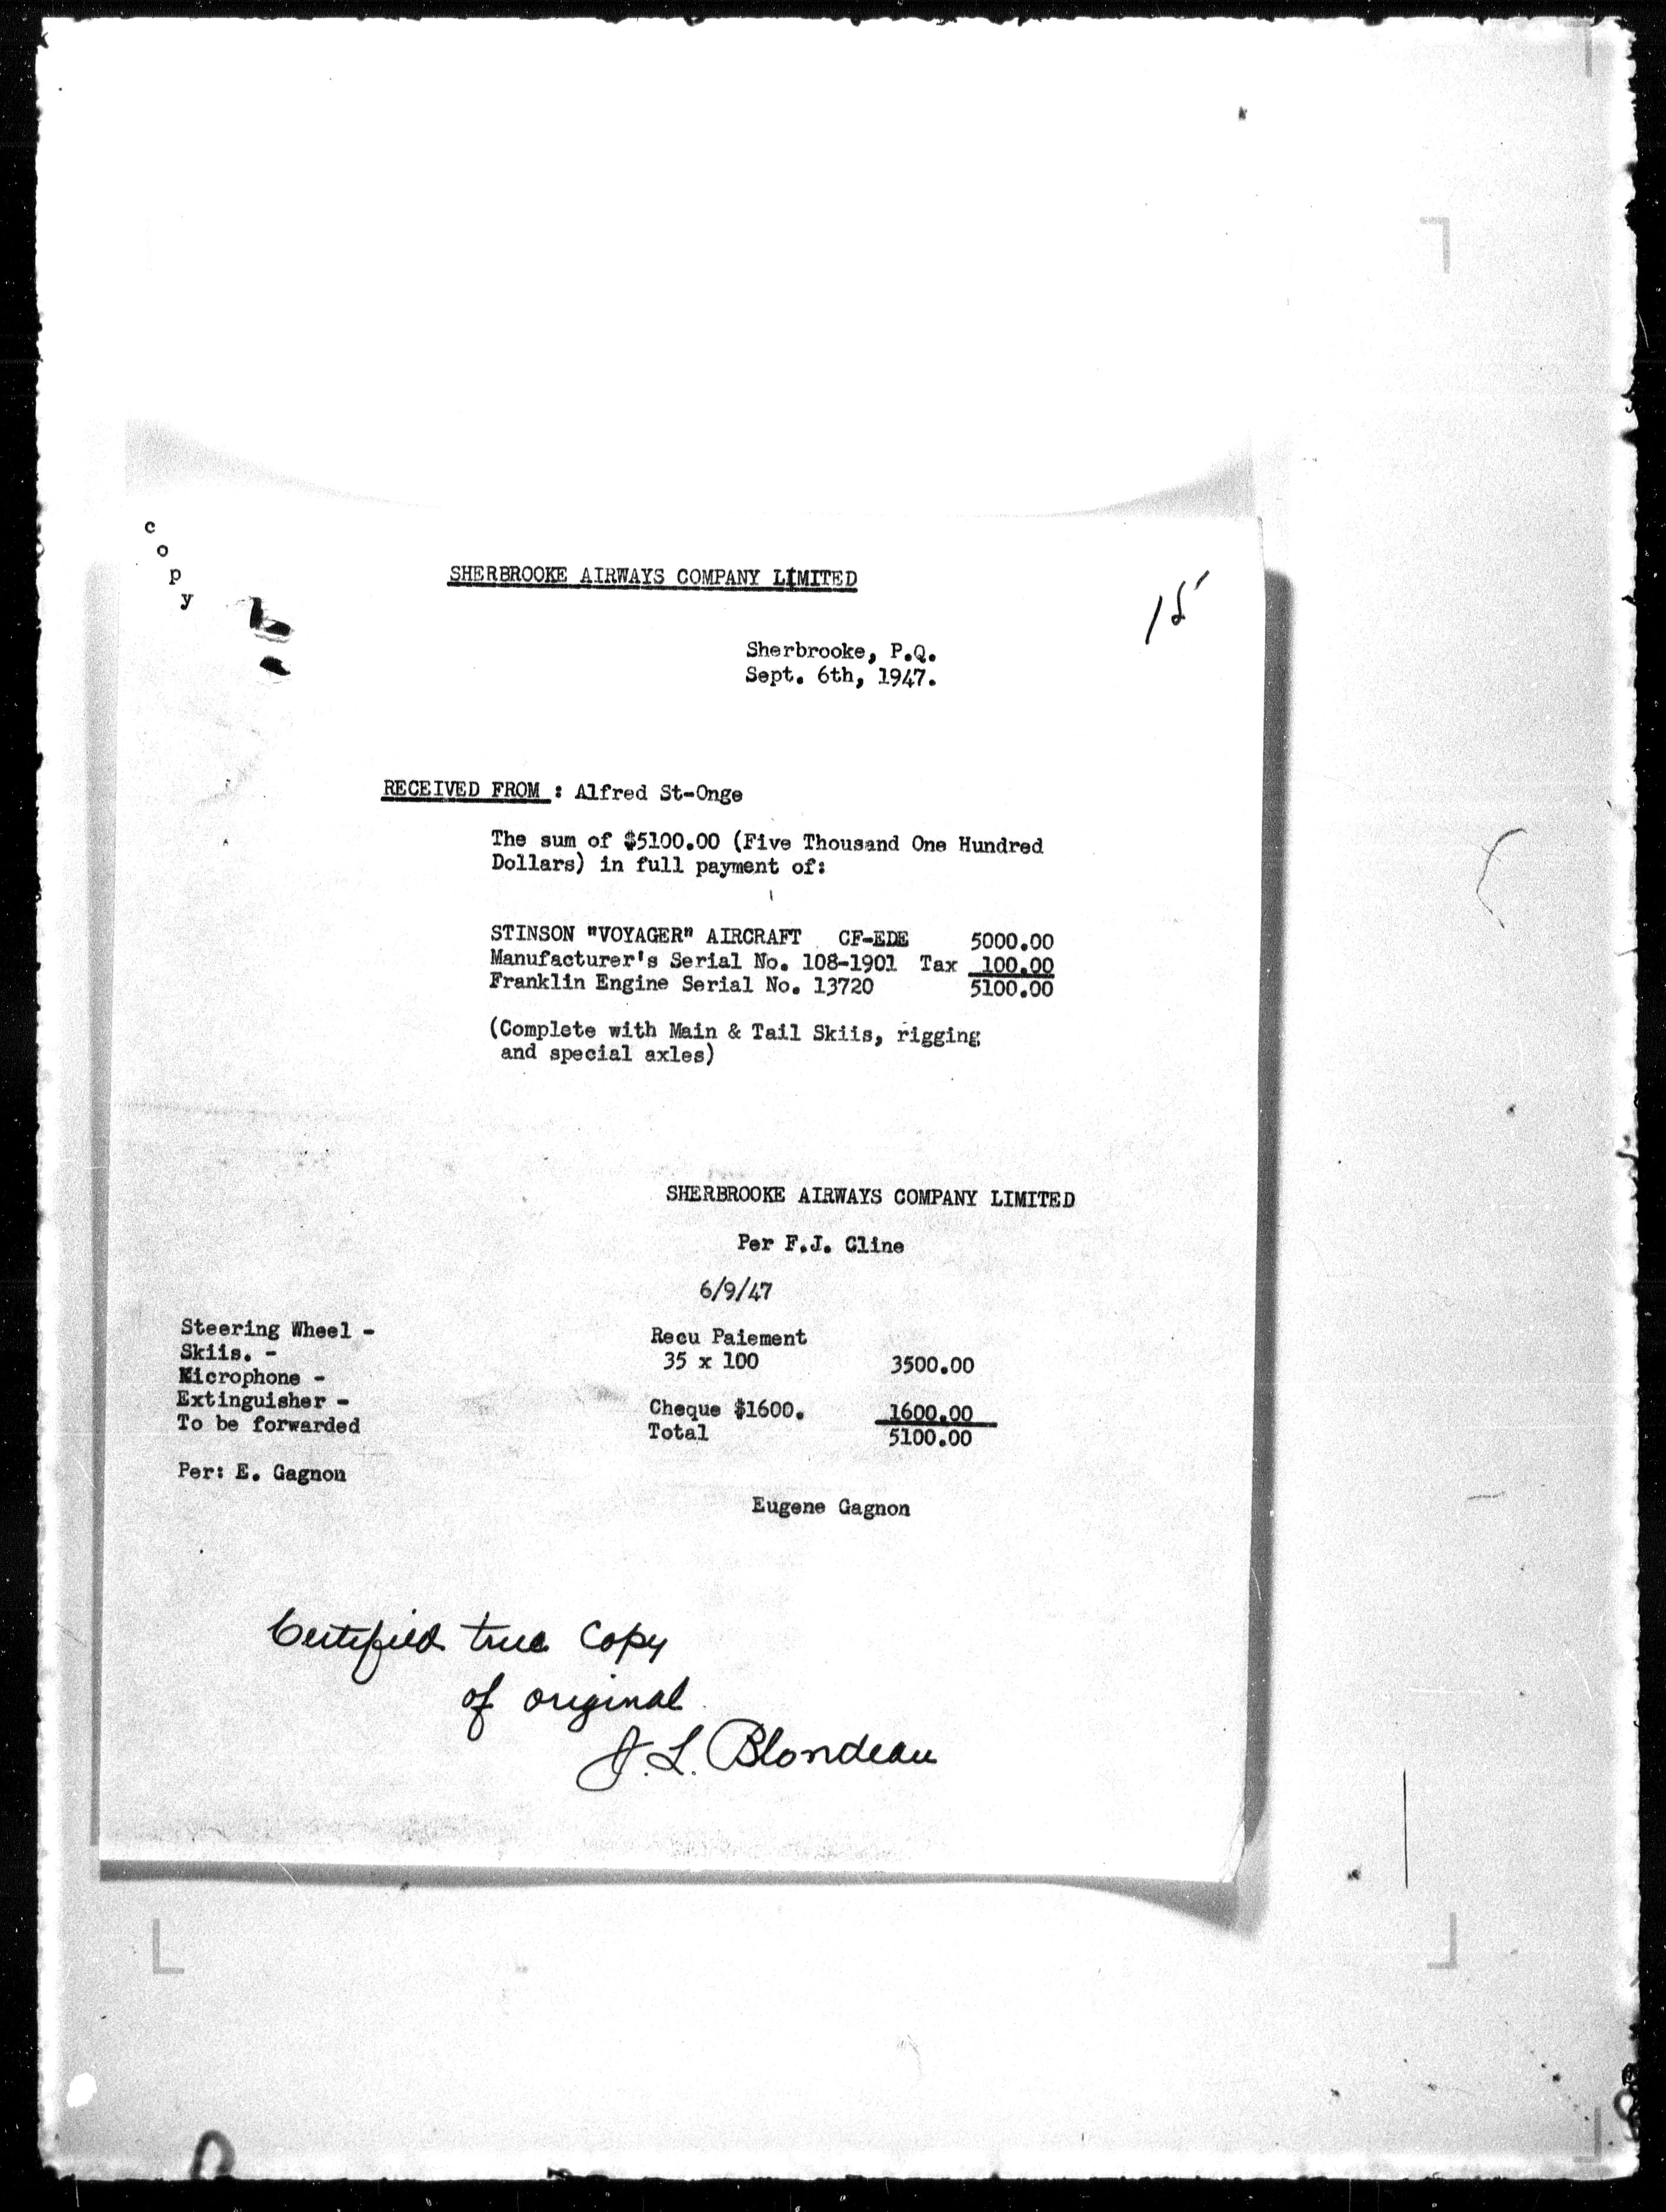 copy
SHERBROOKE AIRWAYS COMPANY LIMITED
15
Sherbrooke, P.Q.
Sept. 6th, 1947.
RECEIVED FROM : Alfred St-Onge
The sum of $5100.00 (Five Thousand One Hundred
Dollars) in full payment of:
STINSON "VOYAGER" AIRCRAFT CF-EDE 5000.00
Manufacturer's Serial No. 108-1901 Tax 100.00
Franklin Engine Serial No. 13720 5100.00
(Complete with Main & Tail Skiis, rigging
and special axles)
SHERBROOKE AIRWAYS COMPANY LIMITED
Per F.J. Cline
6/9/47
Steering Wheel -
Skiis. -
Microphone -
Extinguisher -
To be forwarded
Per: E. Gagnon
Recu Paiement
35 x 100 3500.00
Cheque $1600. 1600.00
Total 5100.00
Eugene Gagnon
Certified true copy
of original
J. L. Blondeau